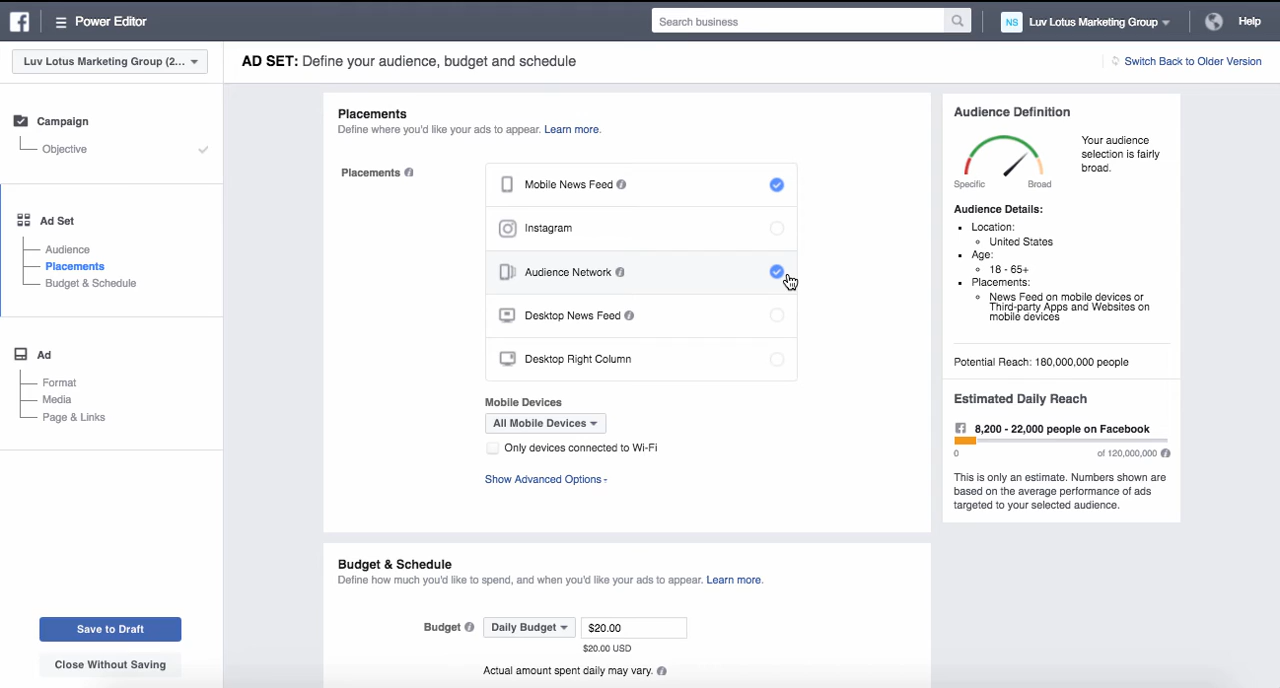 Power Editor
Search business
NS
Luv Lotus Marketing Group
Help
Luv Lotus Marketing Group (2...
AD SET: Define your audience, budget and schedule
Switch Back to Older Version
Campaign
Objective
Ad Set
Audience
Placements
Budget & Schedule
Ad
Format
Media
Page & Links
Save to Draft
Close Without Saving
Placements
Define where you'd like your ads to appear. Learn more.
Placements
Mobile News Feed
Instagram
Audience Network
Desktop News Feed
Desktop Right Column
Mobile Devices
All Mobile Devices
Only devices connected to Wi-Fi
Show Advanced Options
Budget & Schedule
Define how much you'd like to spend, and when you'd like your ads to appear. Learn more.
Budget
Daily Budget
$20.00
$20.00 USD
Actual amount spent daily may vary.
Audience Definition
Your audience
selection is fairly
broad.
Specific
Broad
Audience Details:
Location:
United States
Age:
18 - 65+
Placements:
News Feed on mobile devices or
Third-party Apps and Websites on
mobile devices
Potential Reach: 180,000,000 people
Estimated Daily Reach
8,200 - 22,000 people on Facebook
0
of 120,000,000
This is only an estimate. Numbers shown are
based on the average performance of ads
targeted to your selected audience.